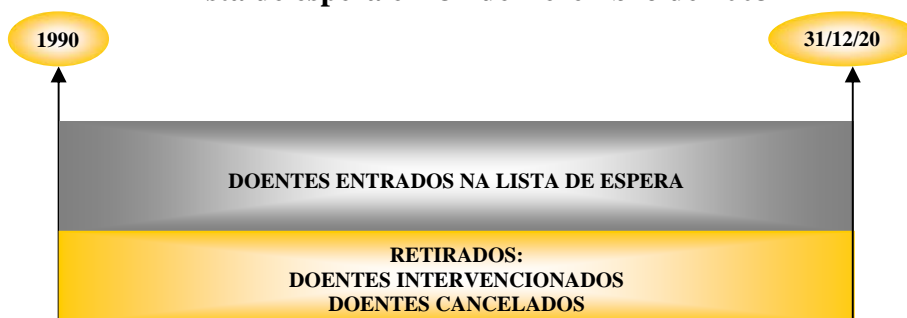 1990
31/12/20
DOENTES ENTRADOS NA LISTA DE ESPERA
RETIRADOS:
DOENTES INTERVENCIONADOS
DOENTES CANCELADOS